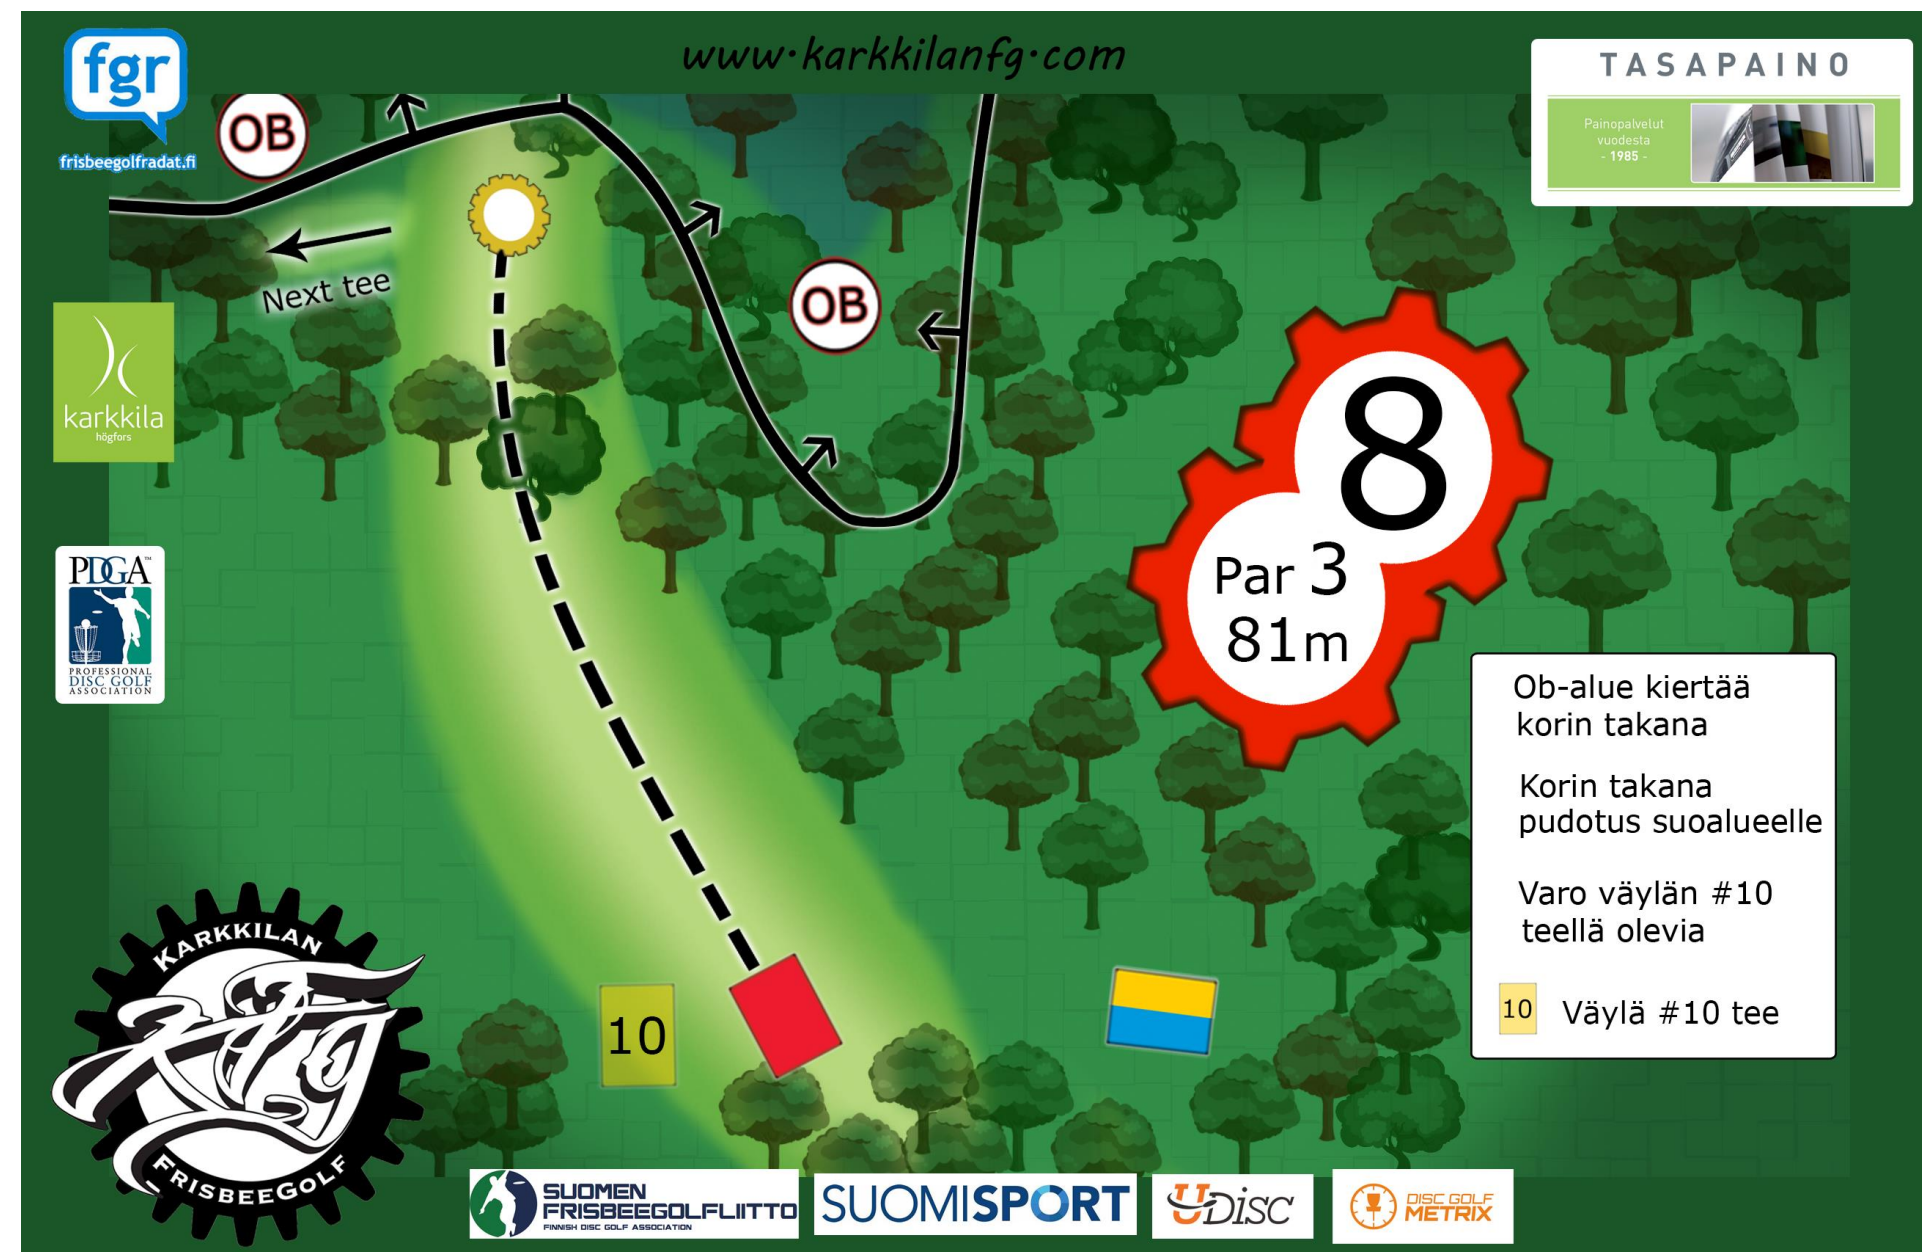 www.karkkilanfg.com
fgr
frisbeegolfradat.fi
TASAPAINO
Painopalvelut
vuodesta
- 1985 -
OB
Next tee
OB
karkkila
högfors
8
Par 3
81m
PDGA™
PROFESSIONAL
DISC GOLF
ASSOCIATION
Ob-alue kiertää
korin takana
Korin takana
pudotus suoalueelle
Varo väylän #10
teellä olevia
10 Väylä #10 tee
10
KARKKILAN
KFG
FRISBEEGOLF
SUOMEN
FRISBEEGOLFLIITTO
FINNISH DISC GOLF ASSOCIATION
SUOMISPORT
UDisc
DISC GOLF
METRIX